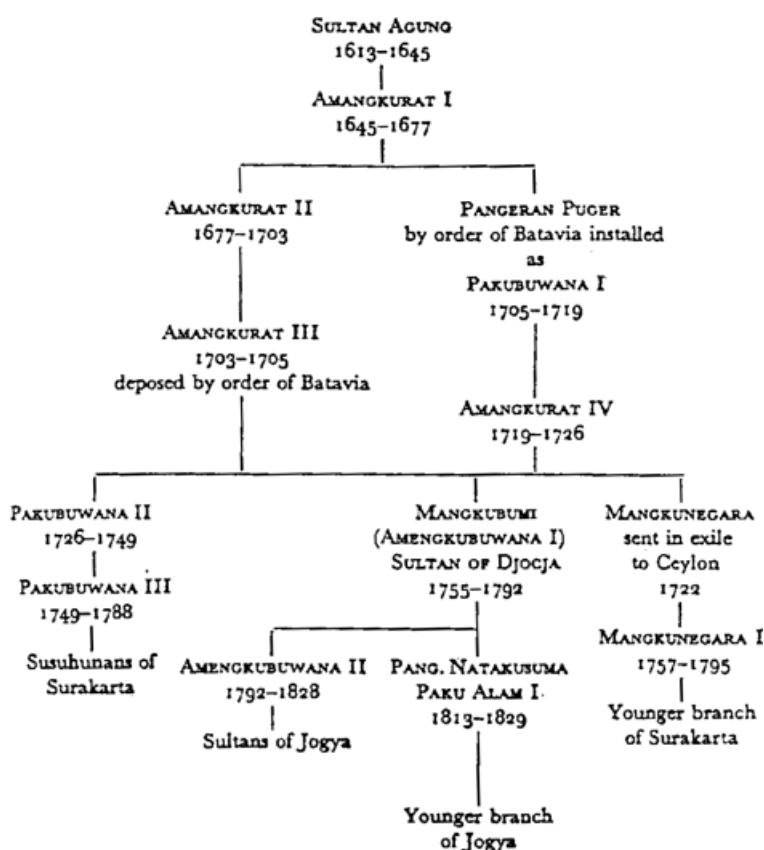 SULTAN AGUNG
1613–1645
AMANGKURAT I
1645–1677
AMANGKURAT II
1677–1703
PANGERAN PUGER
by order of Batavia installed
as
PAKUBUWANA I
1705–1719
AMANGKURAT III
1703–1705
deposed by order of Batavia
AMANGKURAT IV
1719–1726
PAKUBUWANA II
1726–1749
PAKUBUWANA III
1749–1788
Susuhunans of
Surakarta
MANGKUBUMI
(AMENGKUBUWANA I)
SULTAN OF DJOCJA
1755–1792
MANGKUNEGARA
sent in exile
to Ceylon
1722
AMENGKUBUWANA II
1792–1828
Sultans of Jogya
PANG. NATAKUSUMA
PAKU ALAM I.
1813–1829
Younger branch
of Jogya
MANGKUNEGARA I
1757–1795
Younger branch
of Surakarta